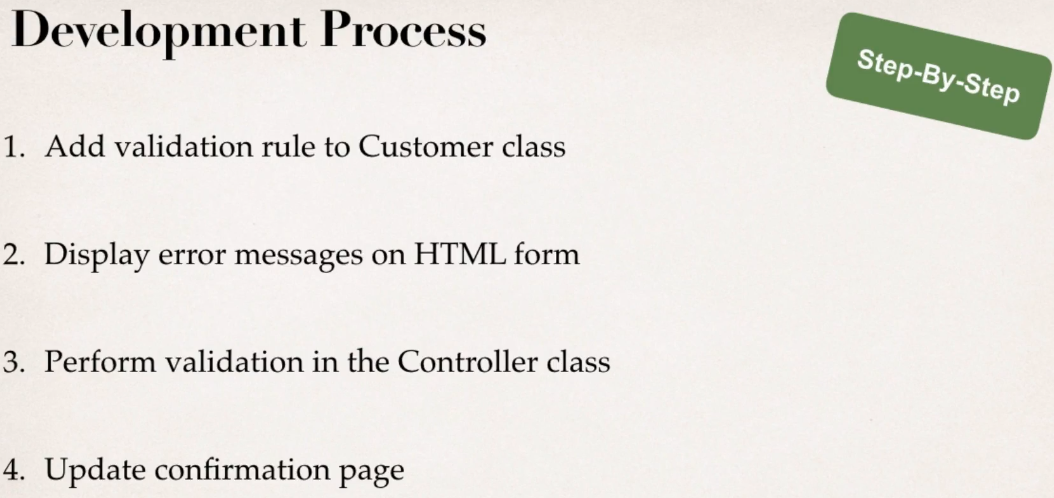 Development Process
Step-By-Step
1. Add validation rule to Customer class
2. Display error messages on HTML form
3. Perform validation in the Controller class
4. Update confirmation page